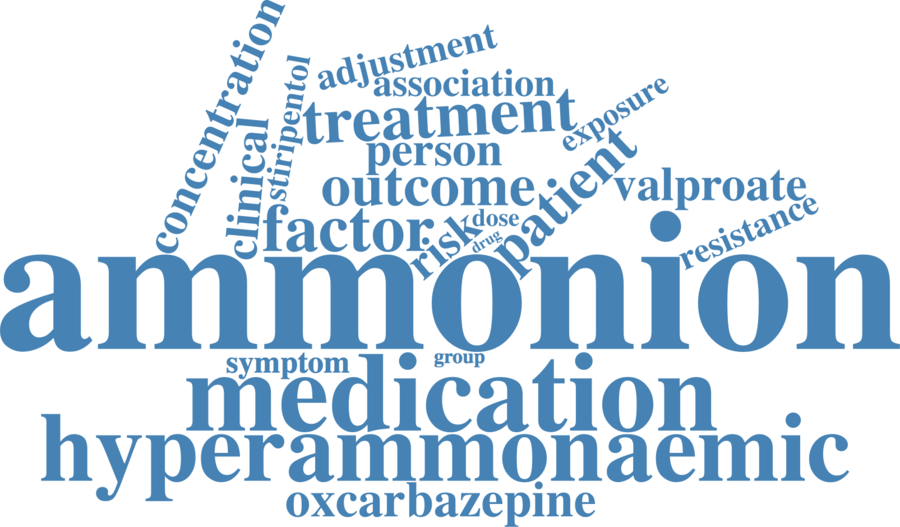 concentration
adjustment
association
stiripentol
treatment
exposure
clinical
person
patient
outcome
valproate
factor
risk
dose
drug
resistance
ammonion
symptom
group
medication
hyperammonaemic
oxcarbazepine